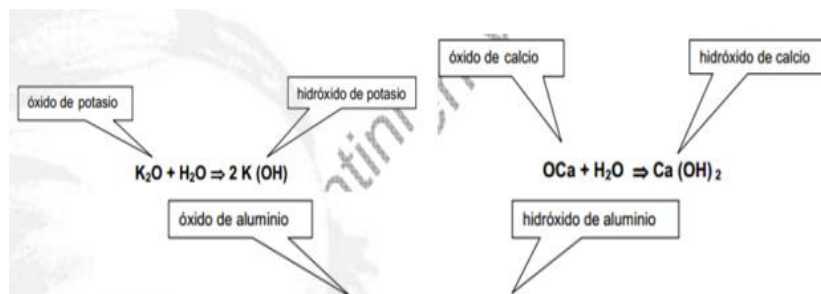 óxido de calcio
hidróxido de calcio
óxido de potasio
hidróxido de potasio
K₂O + H₂O ⇒ 2 K (OH)
OCa + H₂O ⇒ Ca (OH) ₂
óxido de aluminio
hidróxido de aluminio